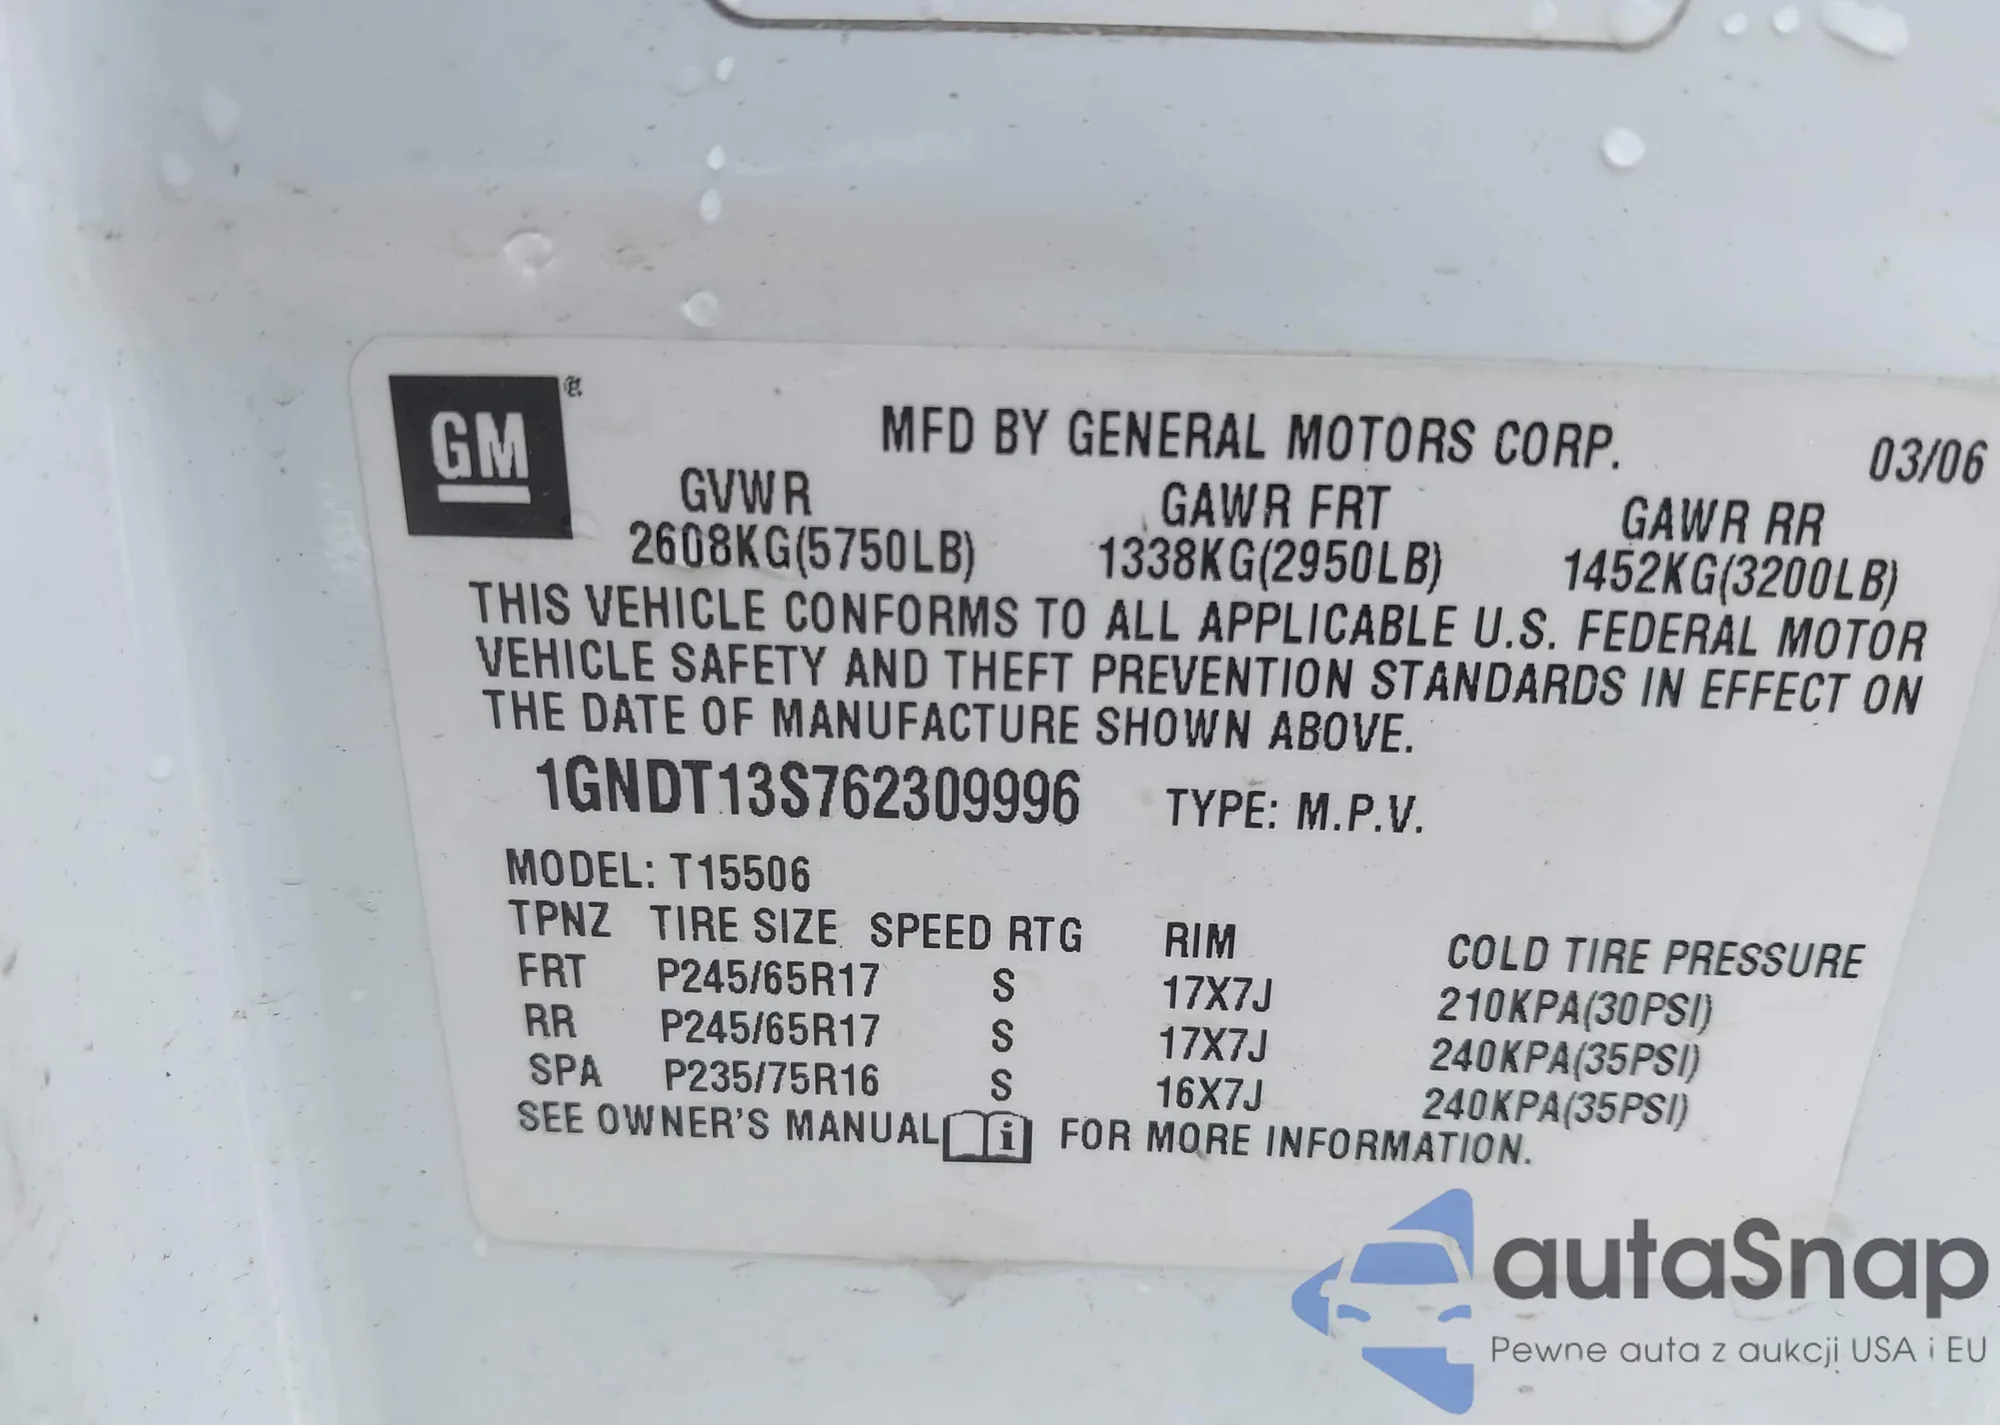 GM
MFD BY GENERAL MOTORS CORP. 03/06
GVWR GAWR FRT GAWR RR
2608KG(5750LB) 1338KG(2950LB) 1452KG(3200LB)
THIS VEHICLE CONFORMS TO ALL APPLICABLE U.S. FEDERAL MOTOR
VEHICLE SAFETY AND THEFT PREVENTION STANDARDS IN EFFECT ON
THE DATE OF MANUFACTURE SHOWN ABOVE.
1GNDT13S762309996 TYPE: M.P.V.
MODEL: T15506
TPNZ TIRE SIZE SPEED RTG RIM COLD TIRE PRESSURE
FRT P245/65R17 S 17X7J 210KPA(30PSI)
RR P245/65R17 S 17X7J 240KPA(35PSI)
SPA P235/75R16 S 16X7J 240KPA(35PSI)
SEE OWNER'S MANUAL i FOR MORE INFORMATION.
autaSnap
Pewne auta z aukcji USA i EU